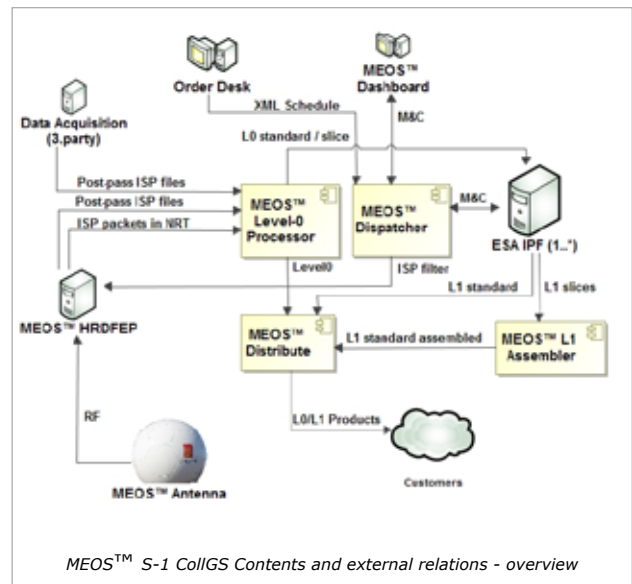 Order Desk
MEOS™
Dashboard
Data Acquisition
(3.party)
XML Schedule
M&C
L0 standard / slice
Post-pass ISP files
Post-pass ISP files
ISP packets in NRT
MEOS™
Level-0
Processor
MEOS™
Dispatcher
M&C
ESA IPF (1..*)
Level0
ISP filter
L1 standard
L1 slices
MEOS™ HRDFEP
MEOS™
Distribute
L1 standard assembled
MEOS™ L1
Assembler
RF
L0/L1 Products
MEOS™ Antenna
Customers
MEOS™ S-1 CollGS Contents and external relations - overview